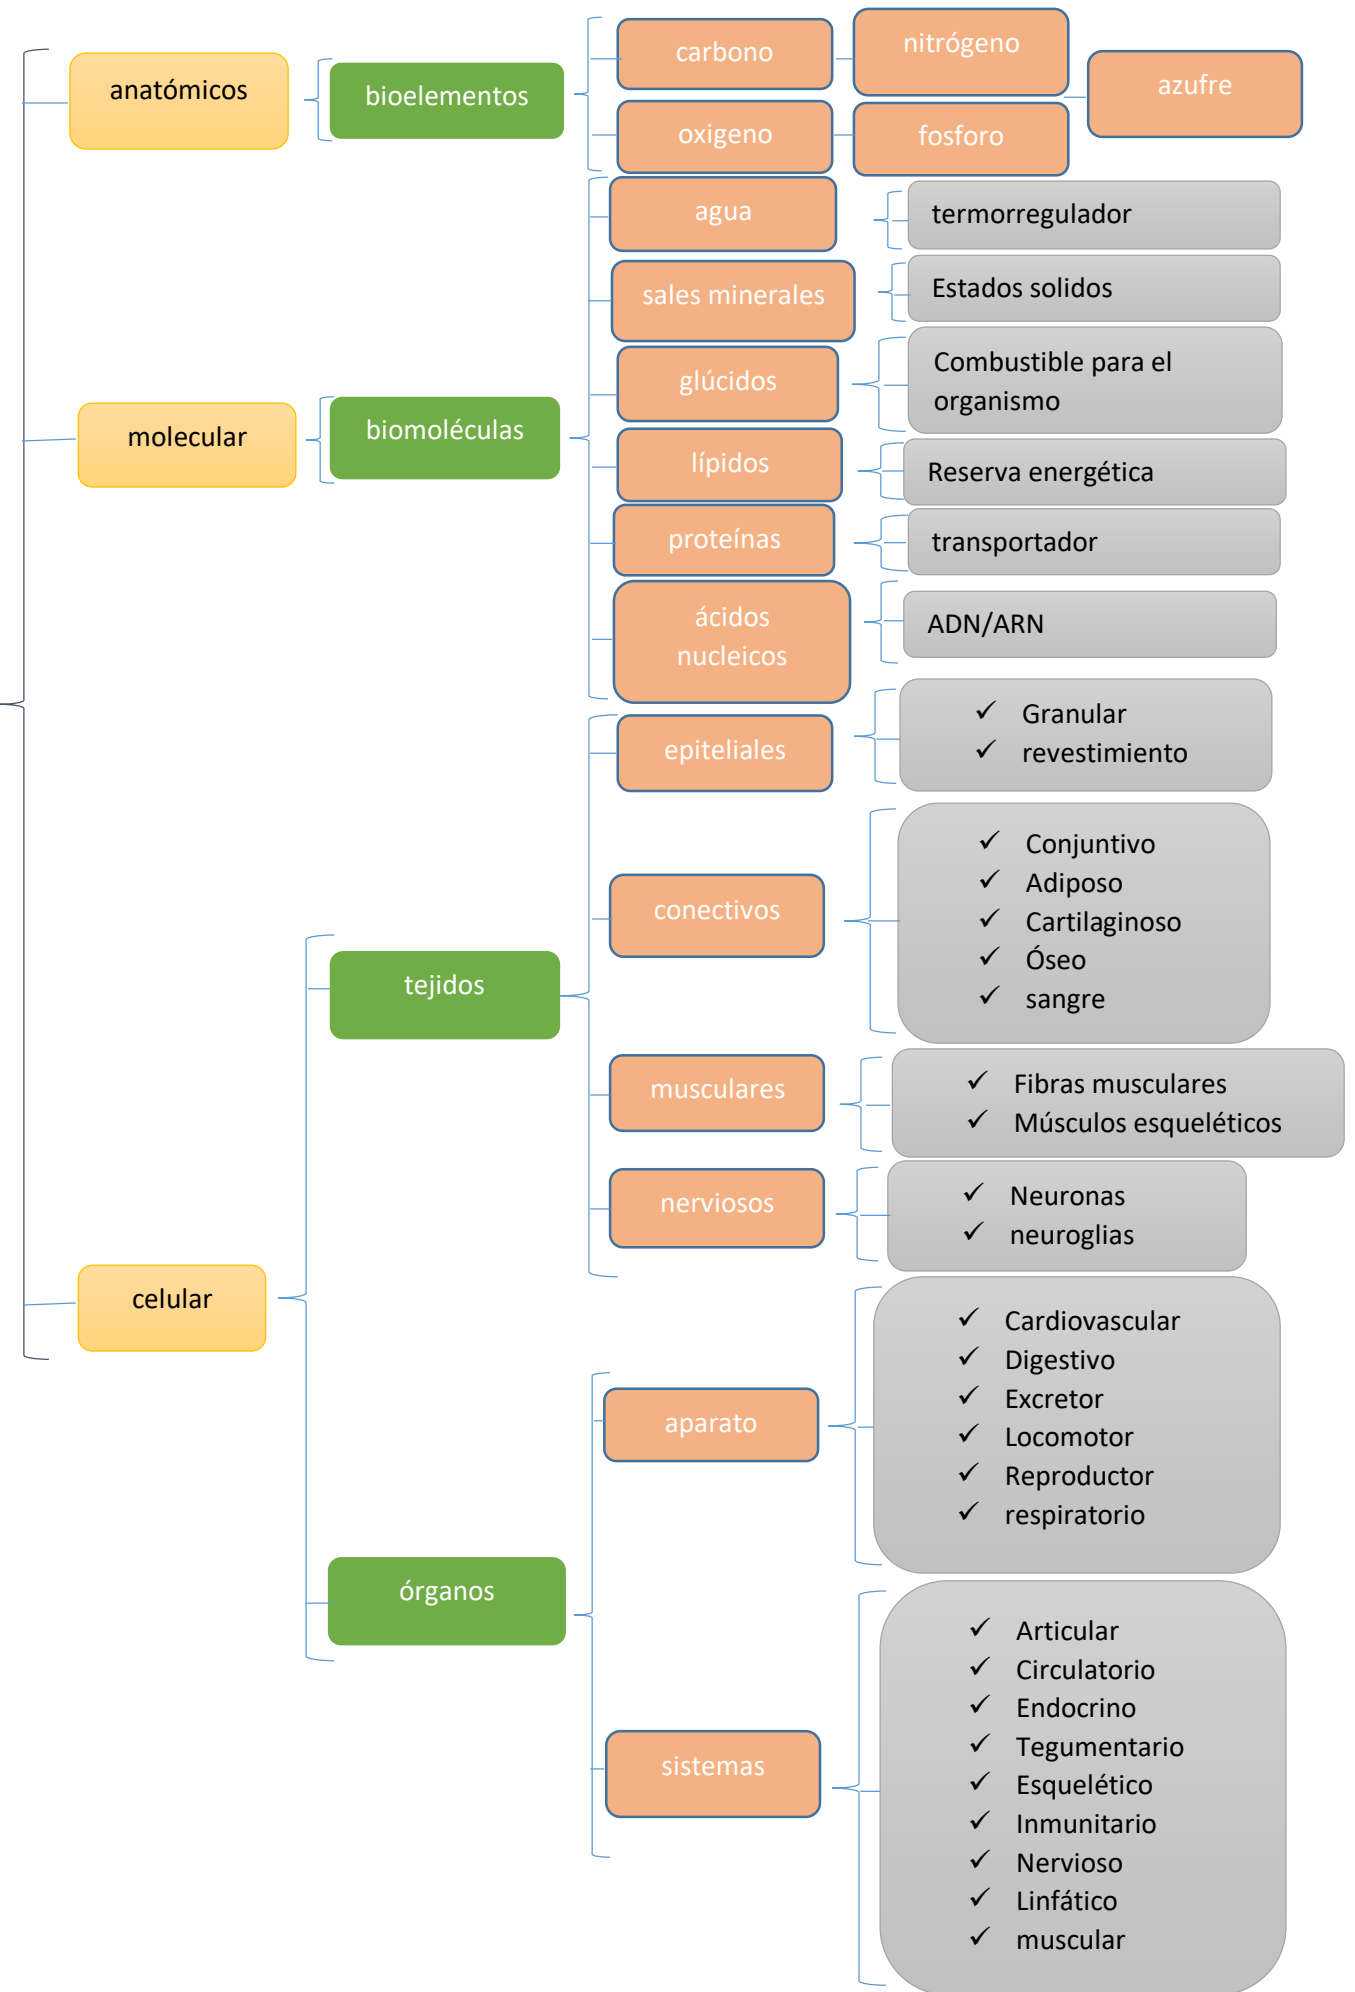 anatómicos
bioelementos
carbono
nitrógeno
azufre
oxigeno
fosforo
molecular
biomoléculas
agua
termorregulador
sales minerales
Estados solidos
glúcidos
Combustible para el
organismo
lípidos
Reserva energética
proteínas
transportador
ácidos
nucleicos
ADN/ARN
celular
tejidos
epiteliales
✓ Granular
✓ revestimiento
conectivos
✓ Conjuntivo
✓ Adiposo
✓ Cartilaginoso
✓ Óseo
✓ sangre
musculares
✓ Fibras musculares
✓ Músculos esqueléticos
nerviosos
✓ Neuronas
✓ neuroglias
órganos
aparato
✓ Cardiovascular
✓ Digestivo
✓ Excretor
✓ Locomotor
✓ Reproductor
✓ respiratorio
sistemas
✓ Articular
✓ Circulatorio
✓ Endocrino
✓ Tegumentario
✓ Esquelético
✓ Inmunitario
✓ Nervioso
✓ Linfático
✓ muscular